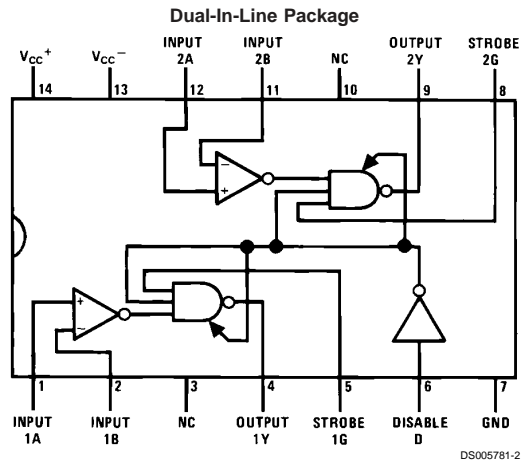 Dual-In-Line Package
VCC+
VCC−
INPUT 2A
INPUT 2B
NC
OUTPUT 2Y
STROBE 2G
14
13
12
11
10
9
8
−
+
+
−
1
2
3
4
5
6
7
INPUT 1A
INPUT 1B
NC
OUTPUT 1Y
STROBE 1G
DISABLE D
GND
DS005781-2